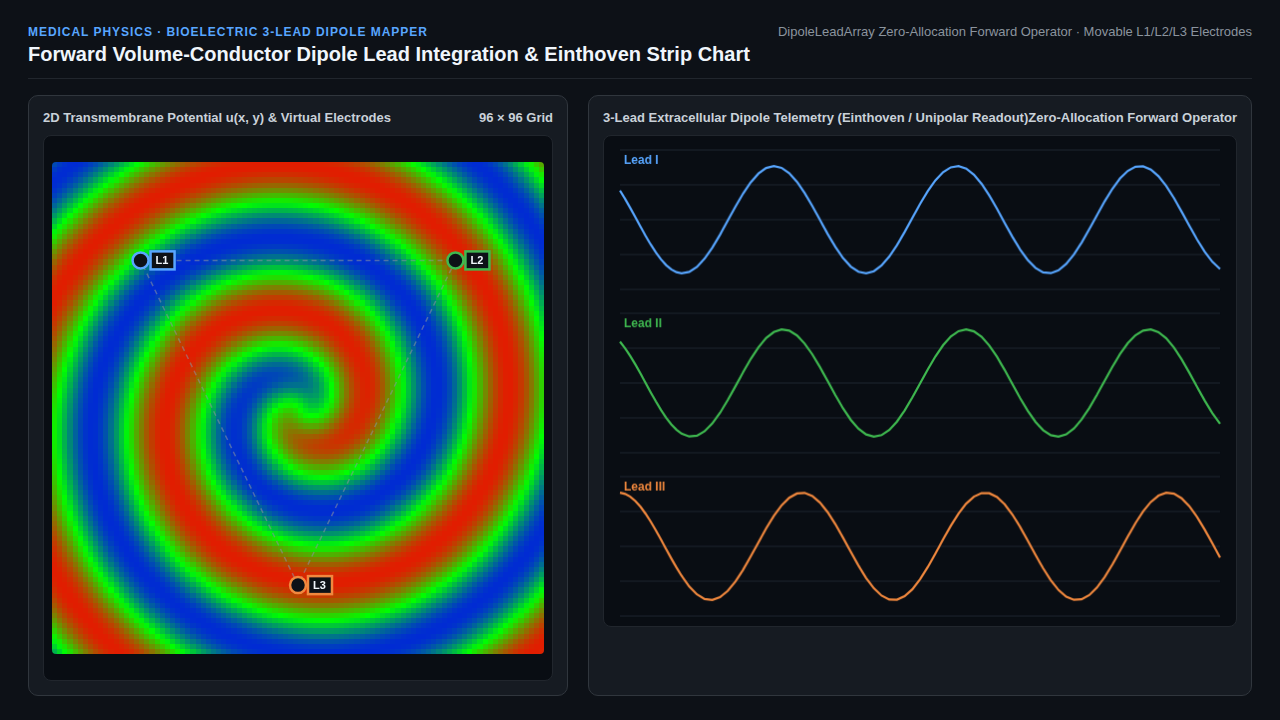 MEDICAL PHYSICS · BIOELECTRIC 3-LEAD DIPOLE MAPPER
Forward Volume-Conductor Dipole Lead Integration & Einthoven Strip Chart
DipoleLeadArray Zero-Allocation Forward Operator · Movable L1/L2/L3 Electrodes
2D Transmembrane Potential u(x, y) & Virtual Electrodes
96 × 96 Grid
L1
L2
L3
3-Lead Extracellular Dipole Telemetry (Einthoven / Unipolar Readout)
Zero-Allocation Forward Operator
Lead I
Lead II
Lead III